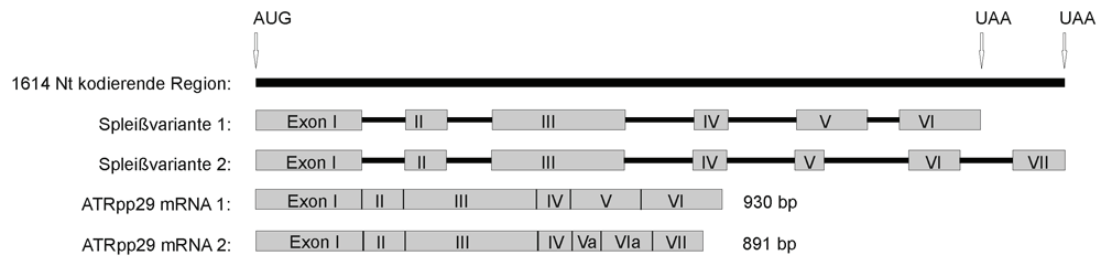 AUG UAA UAA
1614 Nt kodierende Region:
Spleißvariante 1: Exon I II III IV V VI
Spleißvariante 2: Exon I II III IV V VI VII
ATRpp29 mRNA 1: Exon I II III IV V VI 930 bp
ATRpp29 mRNA 2: Exon I II III IV Va VIa VII 891 bp